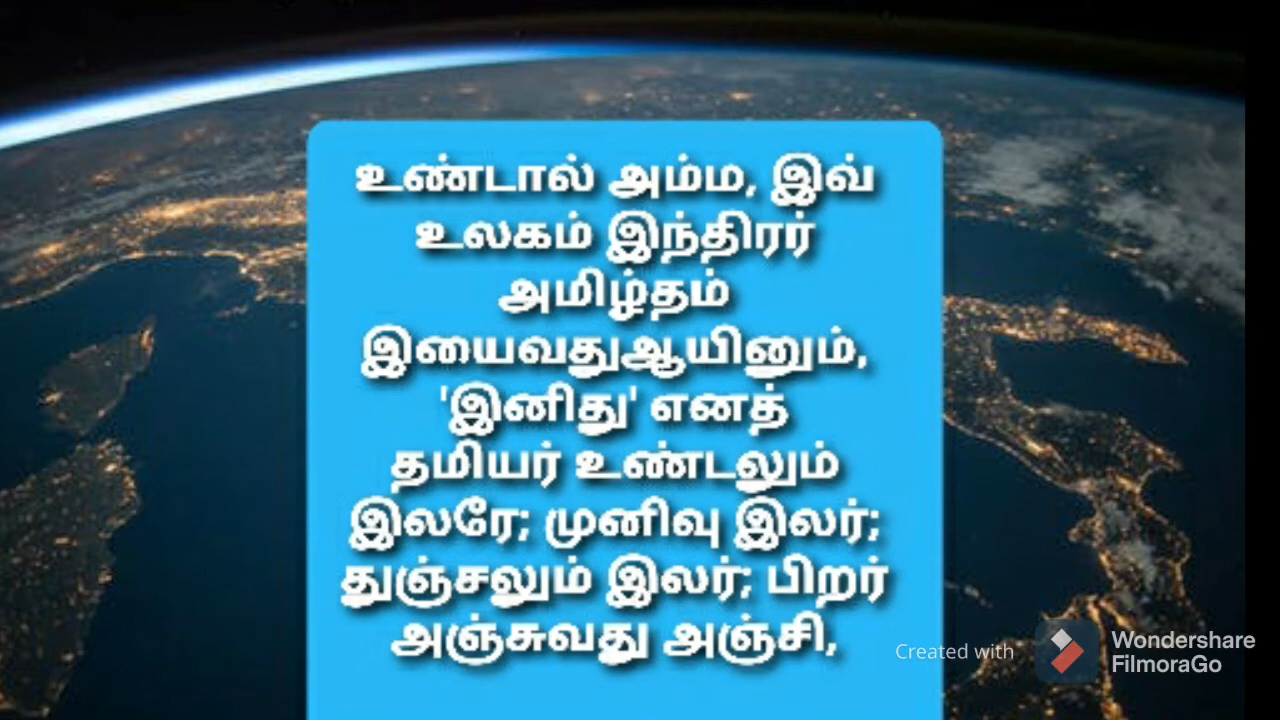 உண்டால் அம்ம, இவ்
உலகம் இந்திரர்
அமிழ்தம்
இயைவதுஆயினும்,
'இனிது' எனத்
தமியர் உண்டலும்
இலரே; முனிவு இலர்;
துஞ்சலும் இலர்; பிறர்
அஞ்சுவது அஞ்சி,
Created with
Wondershare
FilmoraGo